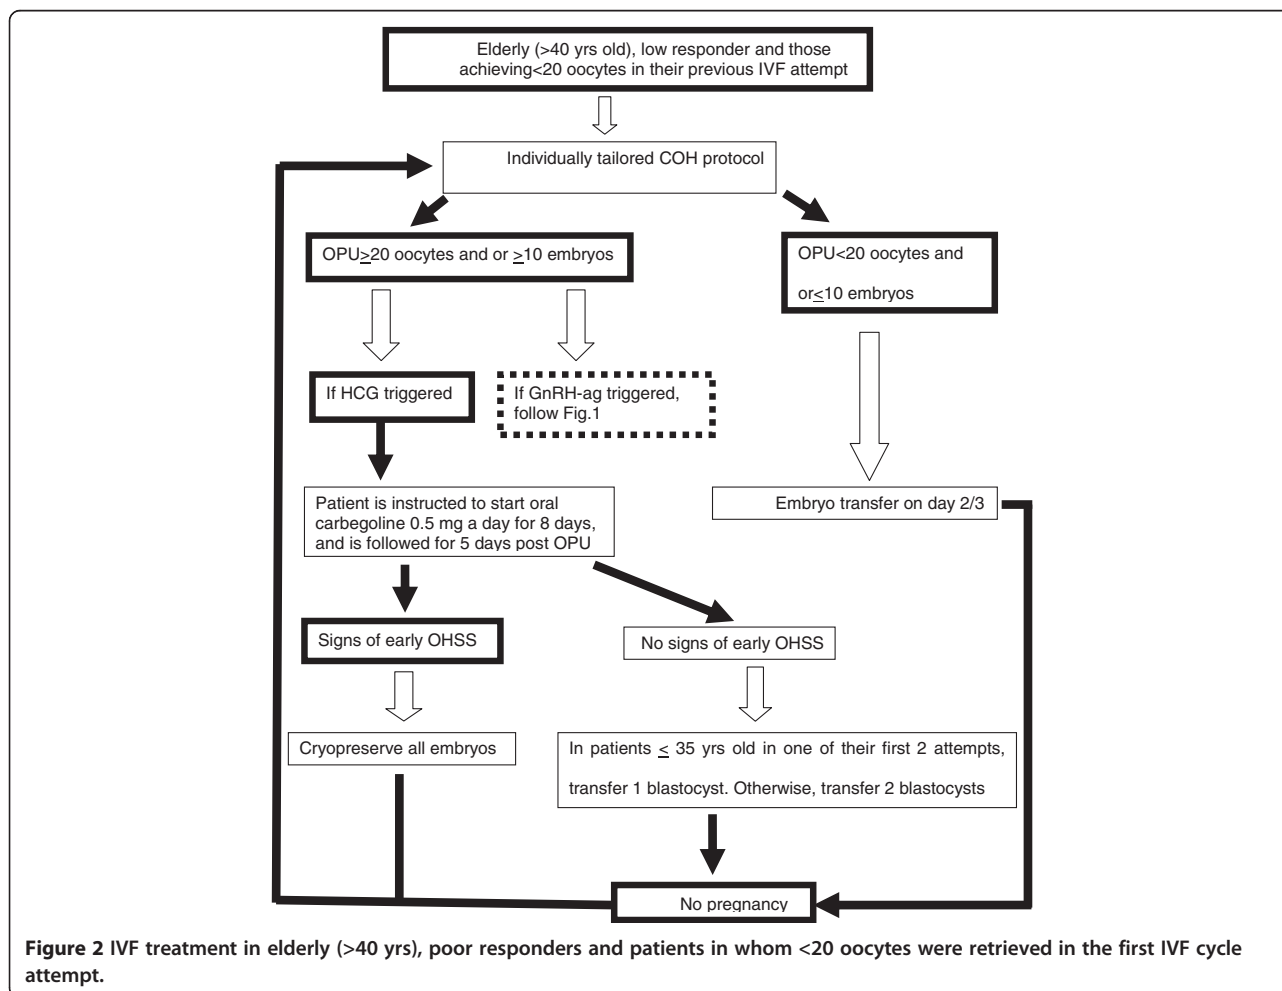 Elderly (>40 yrs old), low responder and those
achieving<20 oocytes in their previous IVF attempt
Individually tailored COH protocol
OPU≥20 oocytes and or ≥10 embryos
OPU<20 oocytes and
or≤10 embryos
If HCG triggered
If GnRH-ag triggered,
follow Fig.1
Patient is instructed to start oral
carbegoline 0.5 mg a day for 8 days,
and is followed for 5 days post OPU
Embryo transfer on day 2/3
Signs of early OHSS
No signs of early OHSS
Cryopreserve all embryos
In patients ≤ 35 yrs old in one of their first 2 attempts,
transfer 1 blastocyst. Otherwise, transfer 2 blastocysts
No pregnancy
Figure 2 IVF treatment in elderly (>40 yrs), poor responders and patients in whom <20 oocytes were retrieved in the first IVF cycle
attempt.